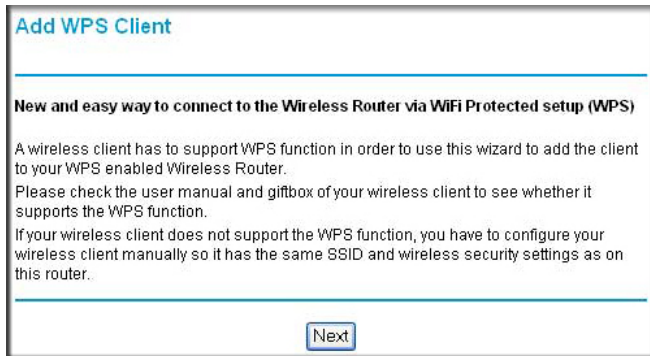 Add WPS Client
New and easy way to connect to the Wireless Router via WiFi Protected setup (WPS)
A wireless client has to support WPS function in order to use this wizard to add the client
to your WPS enabled Wireless Router.
Please check the user manual and giftbox of your wireless client to see whether it
supports the WPS function.
If your wireless client does not support the WPS function, you have to configure your
wireless client manually so it has the same SSID and wireless security settings as on
this router.
Next